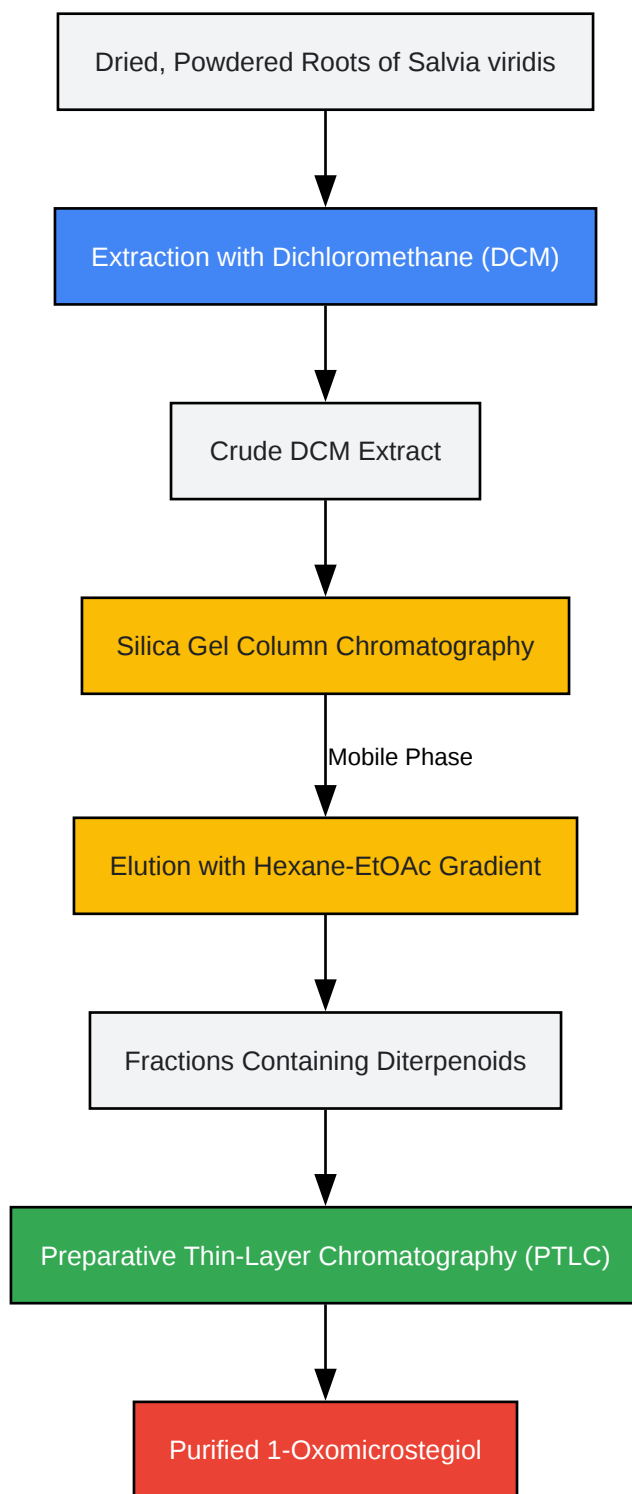 Dried, Powdered Roots of Salvia viridis
Extraction with Dichloromethane (DCM)
Crude DCM Extract
Silica Gel Column Chromatography
Mobile Phase
Elution with Hexane-EtOAc Gradient
Fractions Containing Diterpenoids
Preparative Thin-Layer Chromatography (PTLC)
Purified 1-Oxomicrostegiol